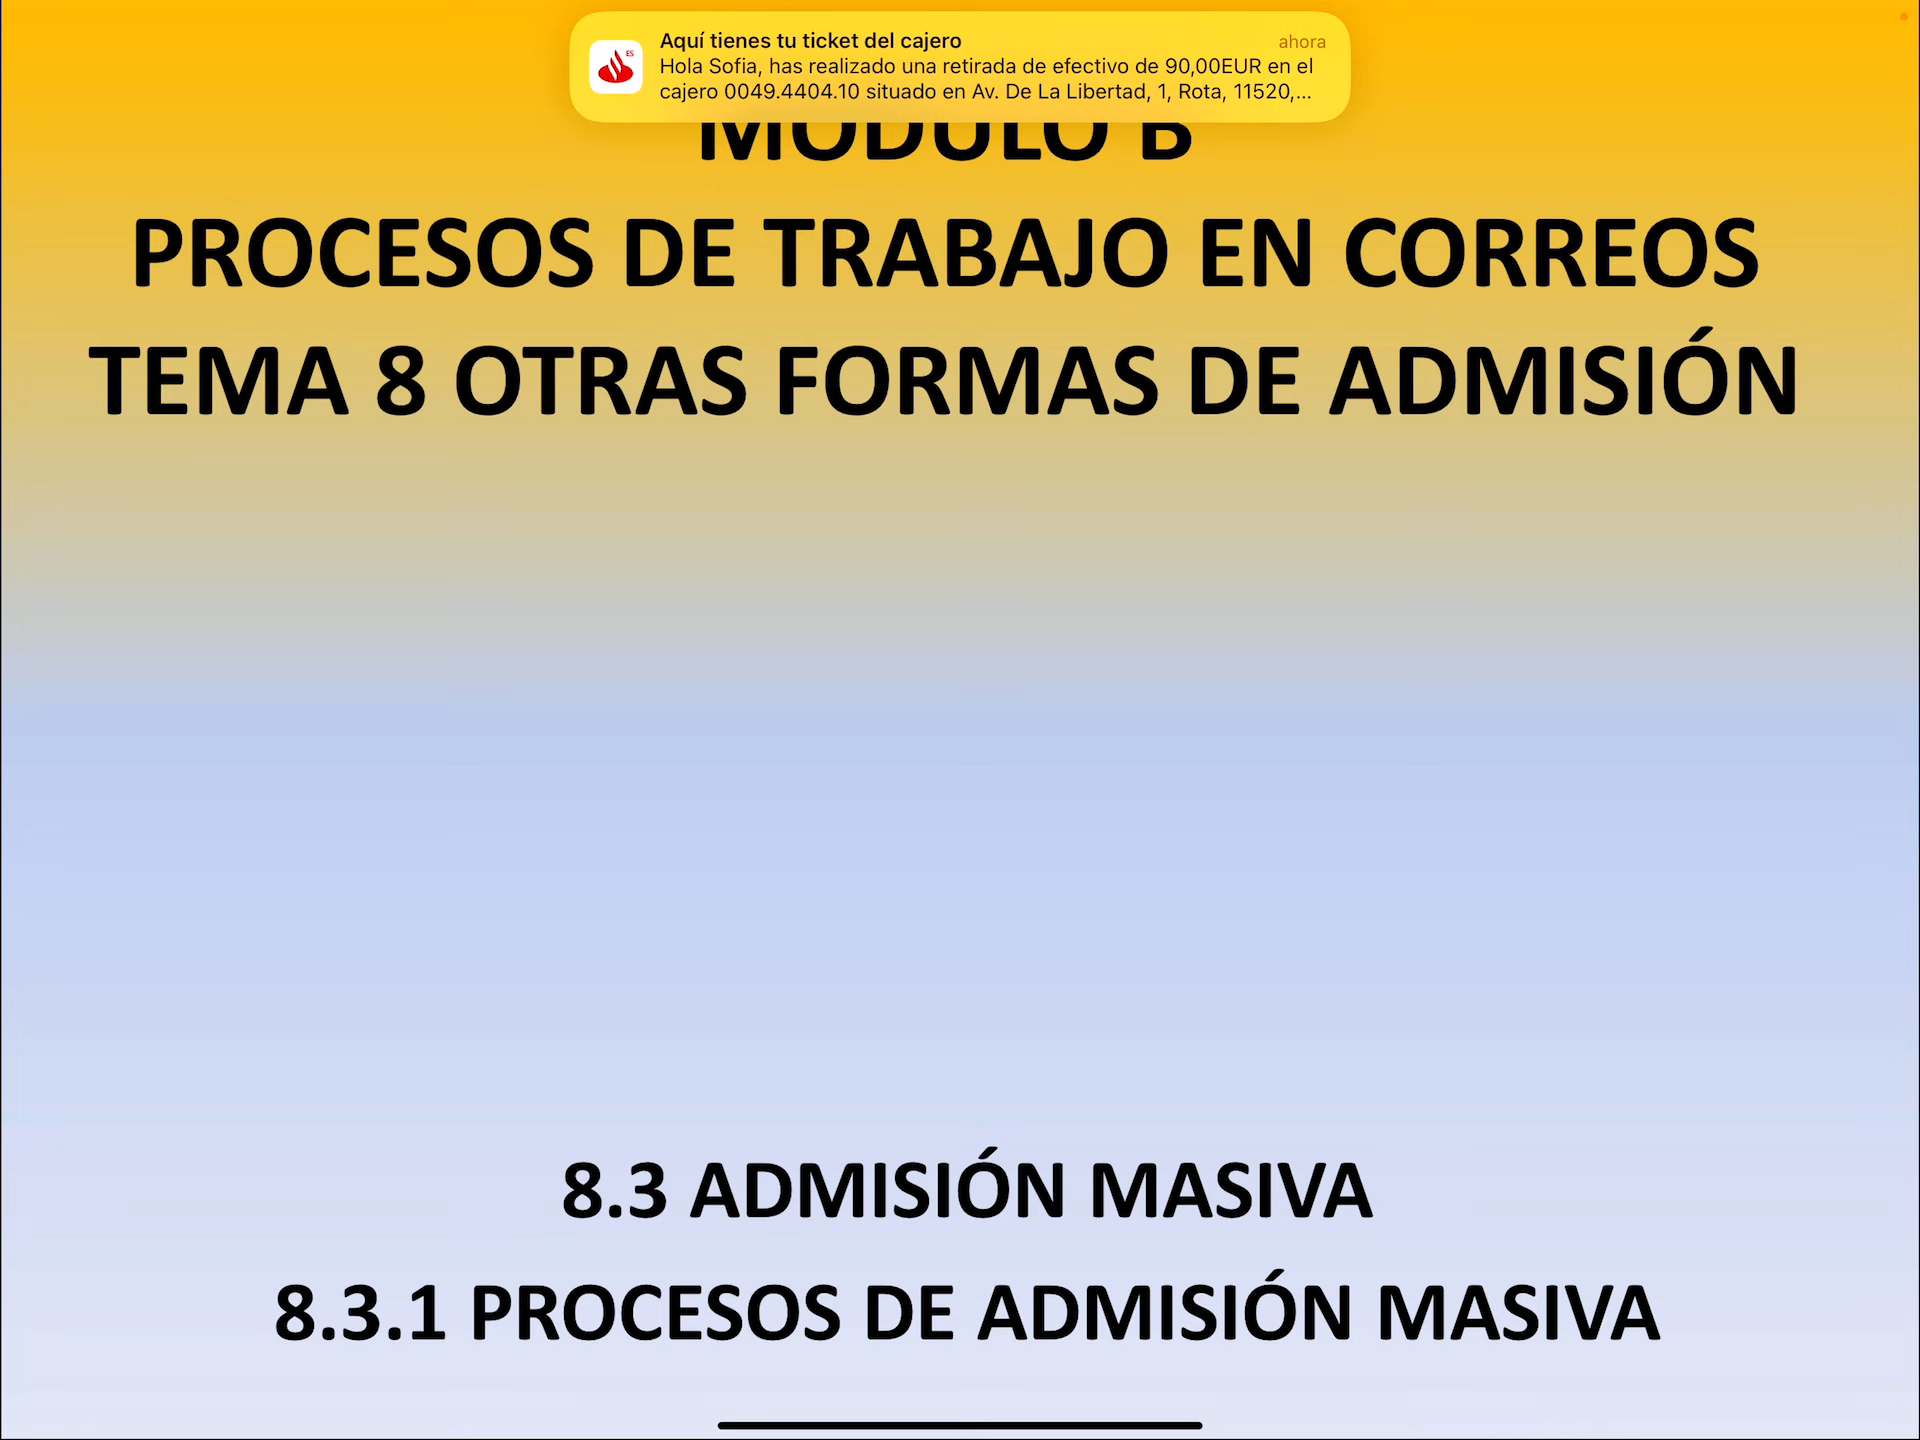 Aquí tienes tu ticket del cajero
ahora
ES
Hola Sofia, has realizado una retirada de efectivo de 90,00EUR en el
cajero 0049.4404.10 situado en Av. De La Libertad, 1, Rota, 11520,...
MÓDULO B
PROCESOS DE TRABAJO EN CORREOS
TEMA 8 OTRAS FORMAS DE ADMISIÓN
8.3 ADMISIÓN MASIVA
8.3.1 PROCESOS DE ADMISIÓN MASIVA